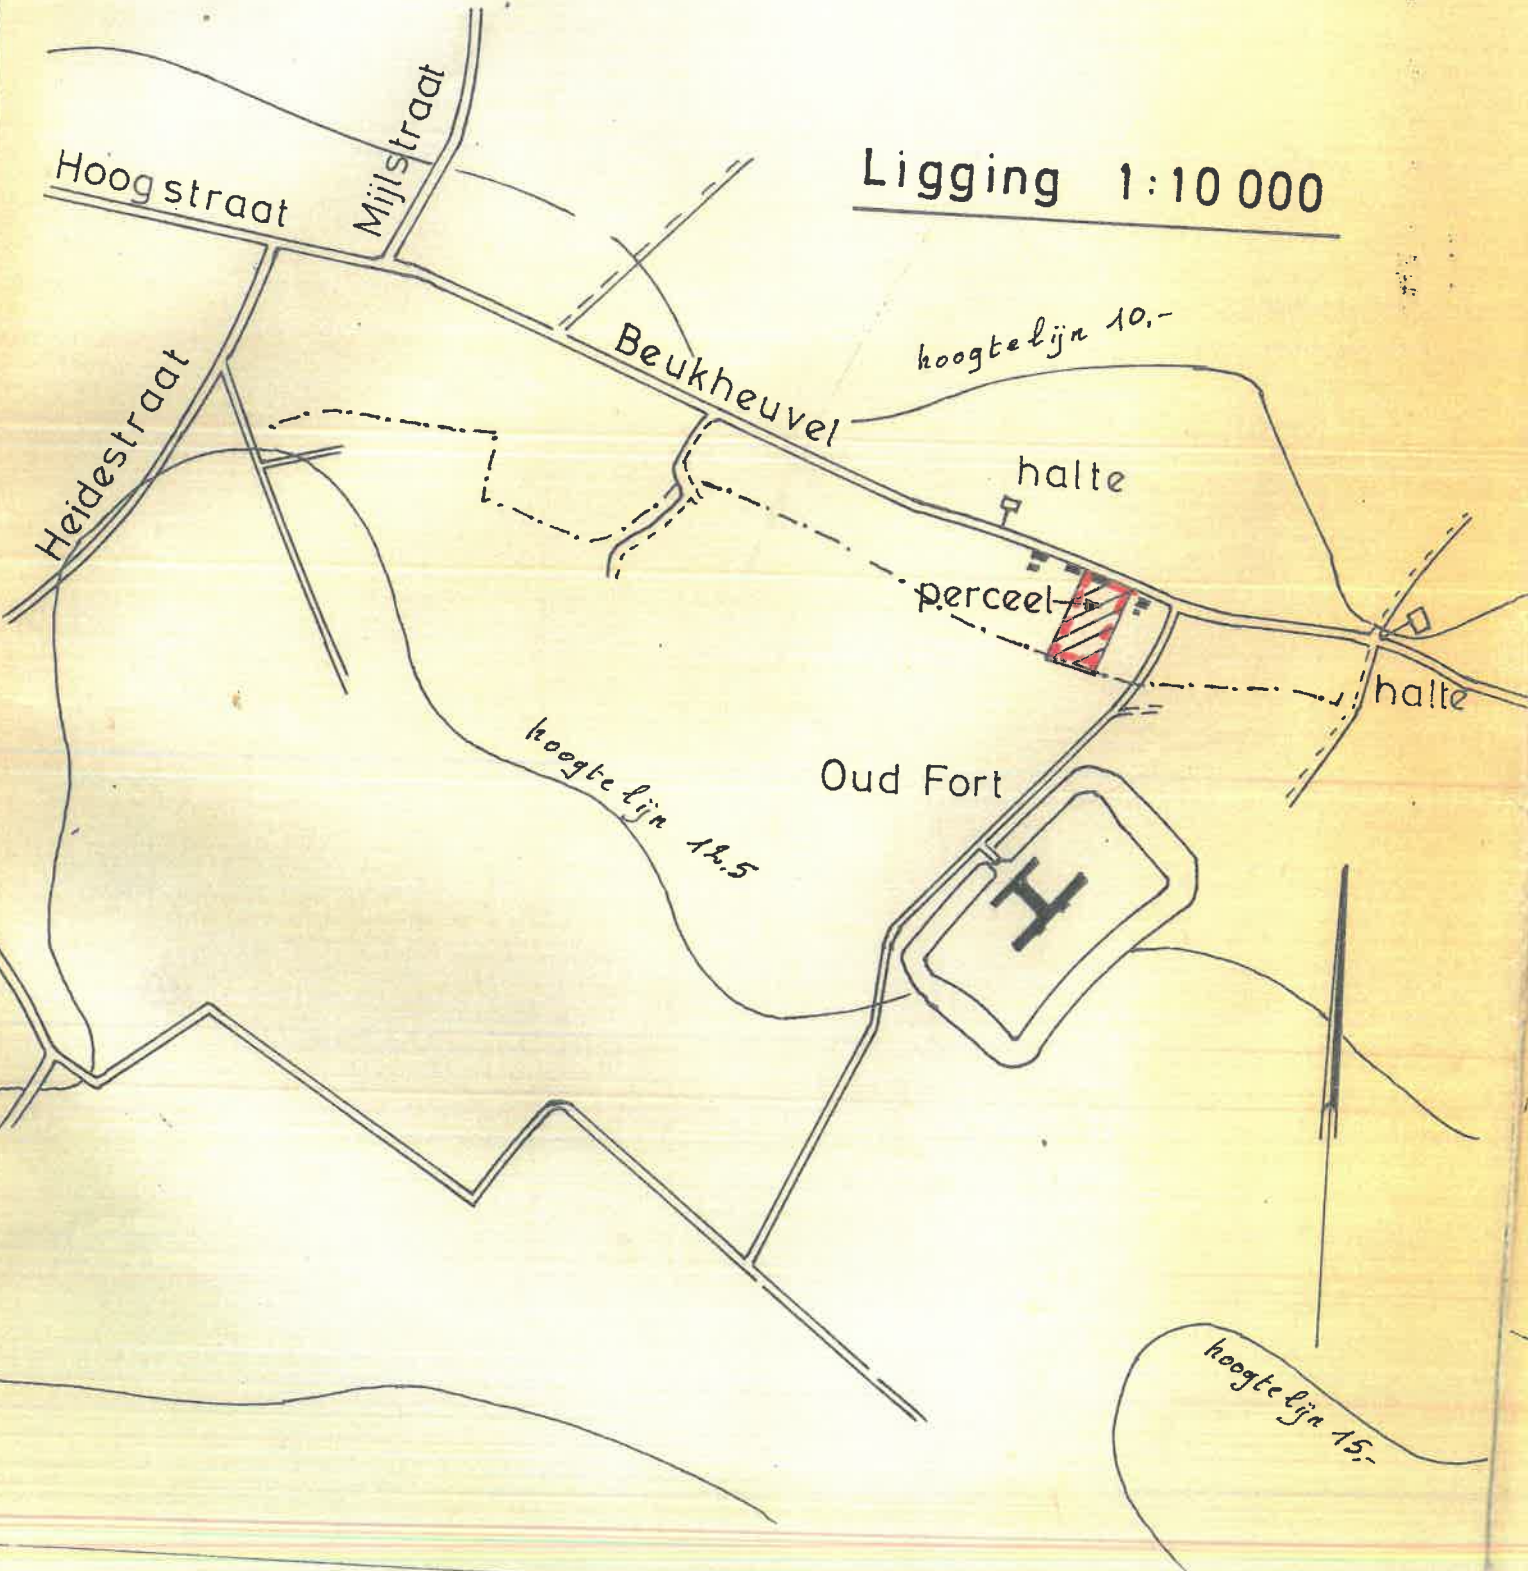 Ligging 1:10 000
Mijlstraat
Hoogstraat
Heidestraat
Beukheuvel
hoogtelijn 10,-
halte
perceel
halte
hoogtelijn 12.5
Oud Fort
hoogtelijn 15,-